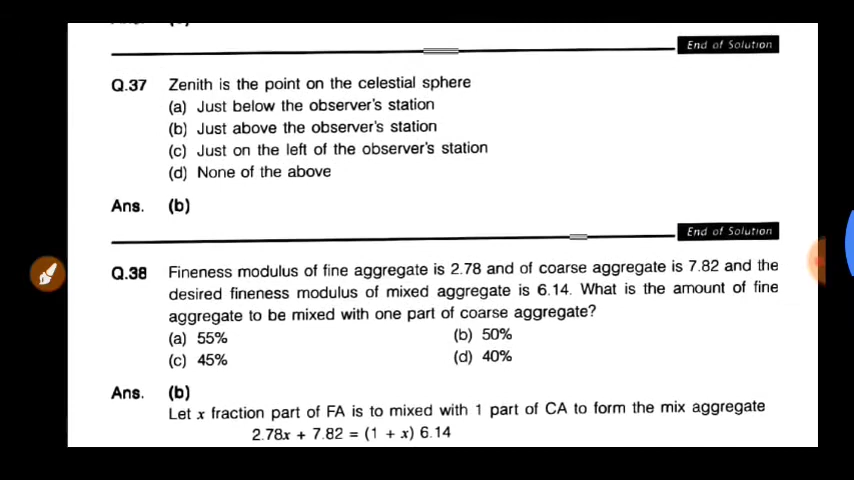 End of Solution
Q.37 Zenith is the point on the celestial sphere
(a) Just below the observer's station
(b) Just above the observer's station
(c) Just on the left of the observer's station
(d) None of the above
Ans. (b)
End of Solution
Q.38 Fineness modulus of fine aggregate is 2.78 and of coarse aggregate is 7.82 and the
desired fineness modulus of mixed aggregate is 6.14. What is the amount of fine
aggregate to be mixed with one part of coarse aggregate?
(a) 55% (b) 50%
(c) 45% (d) 40%
Ans. (b)
Let x fraction part of FA is to mixed with 1 part of CA to form the mix aggregate
2.78x + 7.82 = (1 + x) 6.14